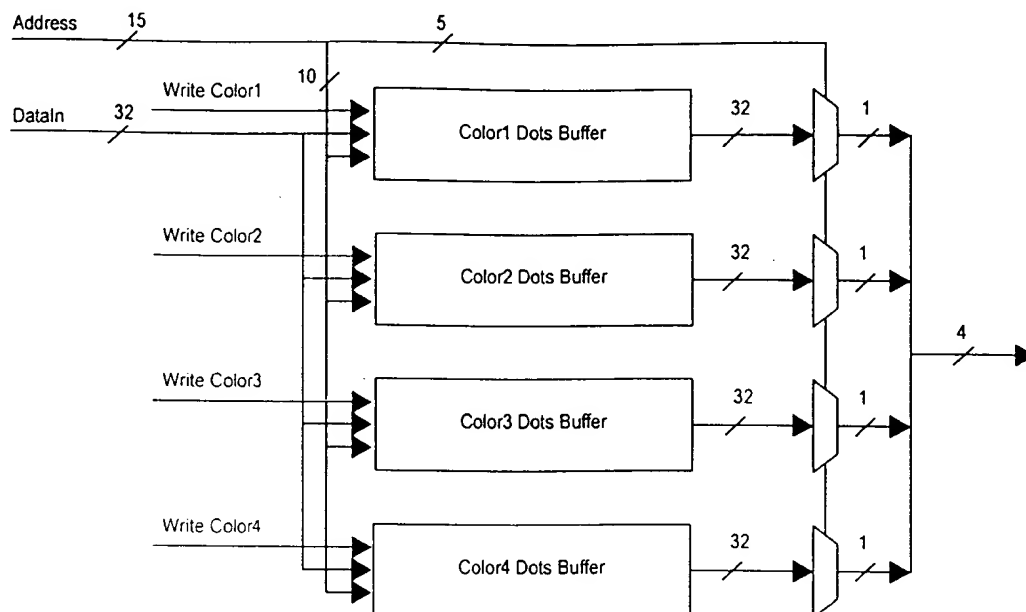 Address 15 5
10
Write Color1
DataIn 32
Color1 Dots Buffer 32 1
Write Color2
Color2 Dots Buffer 32 1
4
Write Color3
Color3 Dots Buffer 32 1
Write Color4
Color4 Dots Buffer 32 1